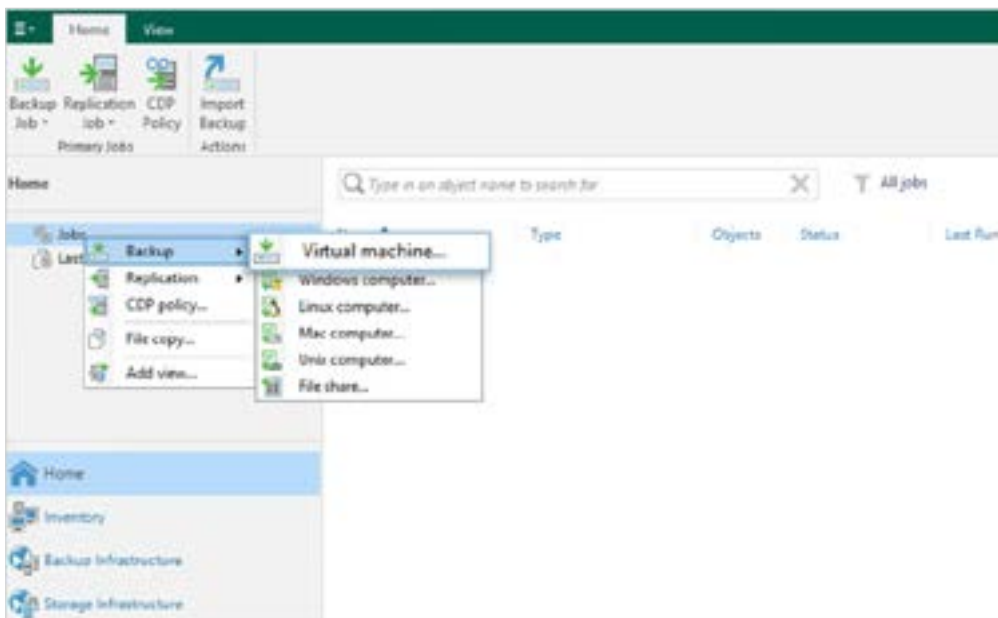 Home View
Backup Replication CDP Import
Job Job Policy Backup
Primary Jobs Actions
Home
Type in an object name to search for
All jobs
Jobs
Last
Type Objects Status Last Run
Backup
Replication
CDP policy...
File copy...
Add view...
Virtual machine...
Windows computer...
Linux computer...
Mac computer...
Unix computer...
File share...
Home
Inventory
Backup Infrastructure
Storage Infrastructure